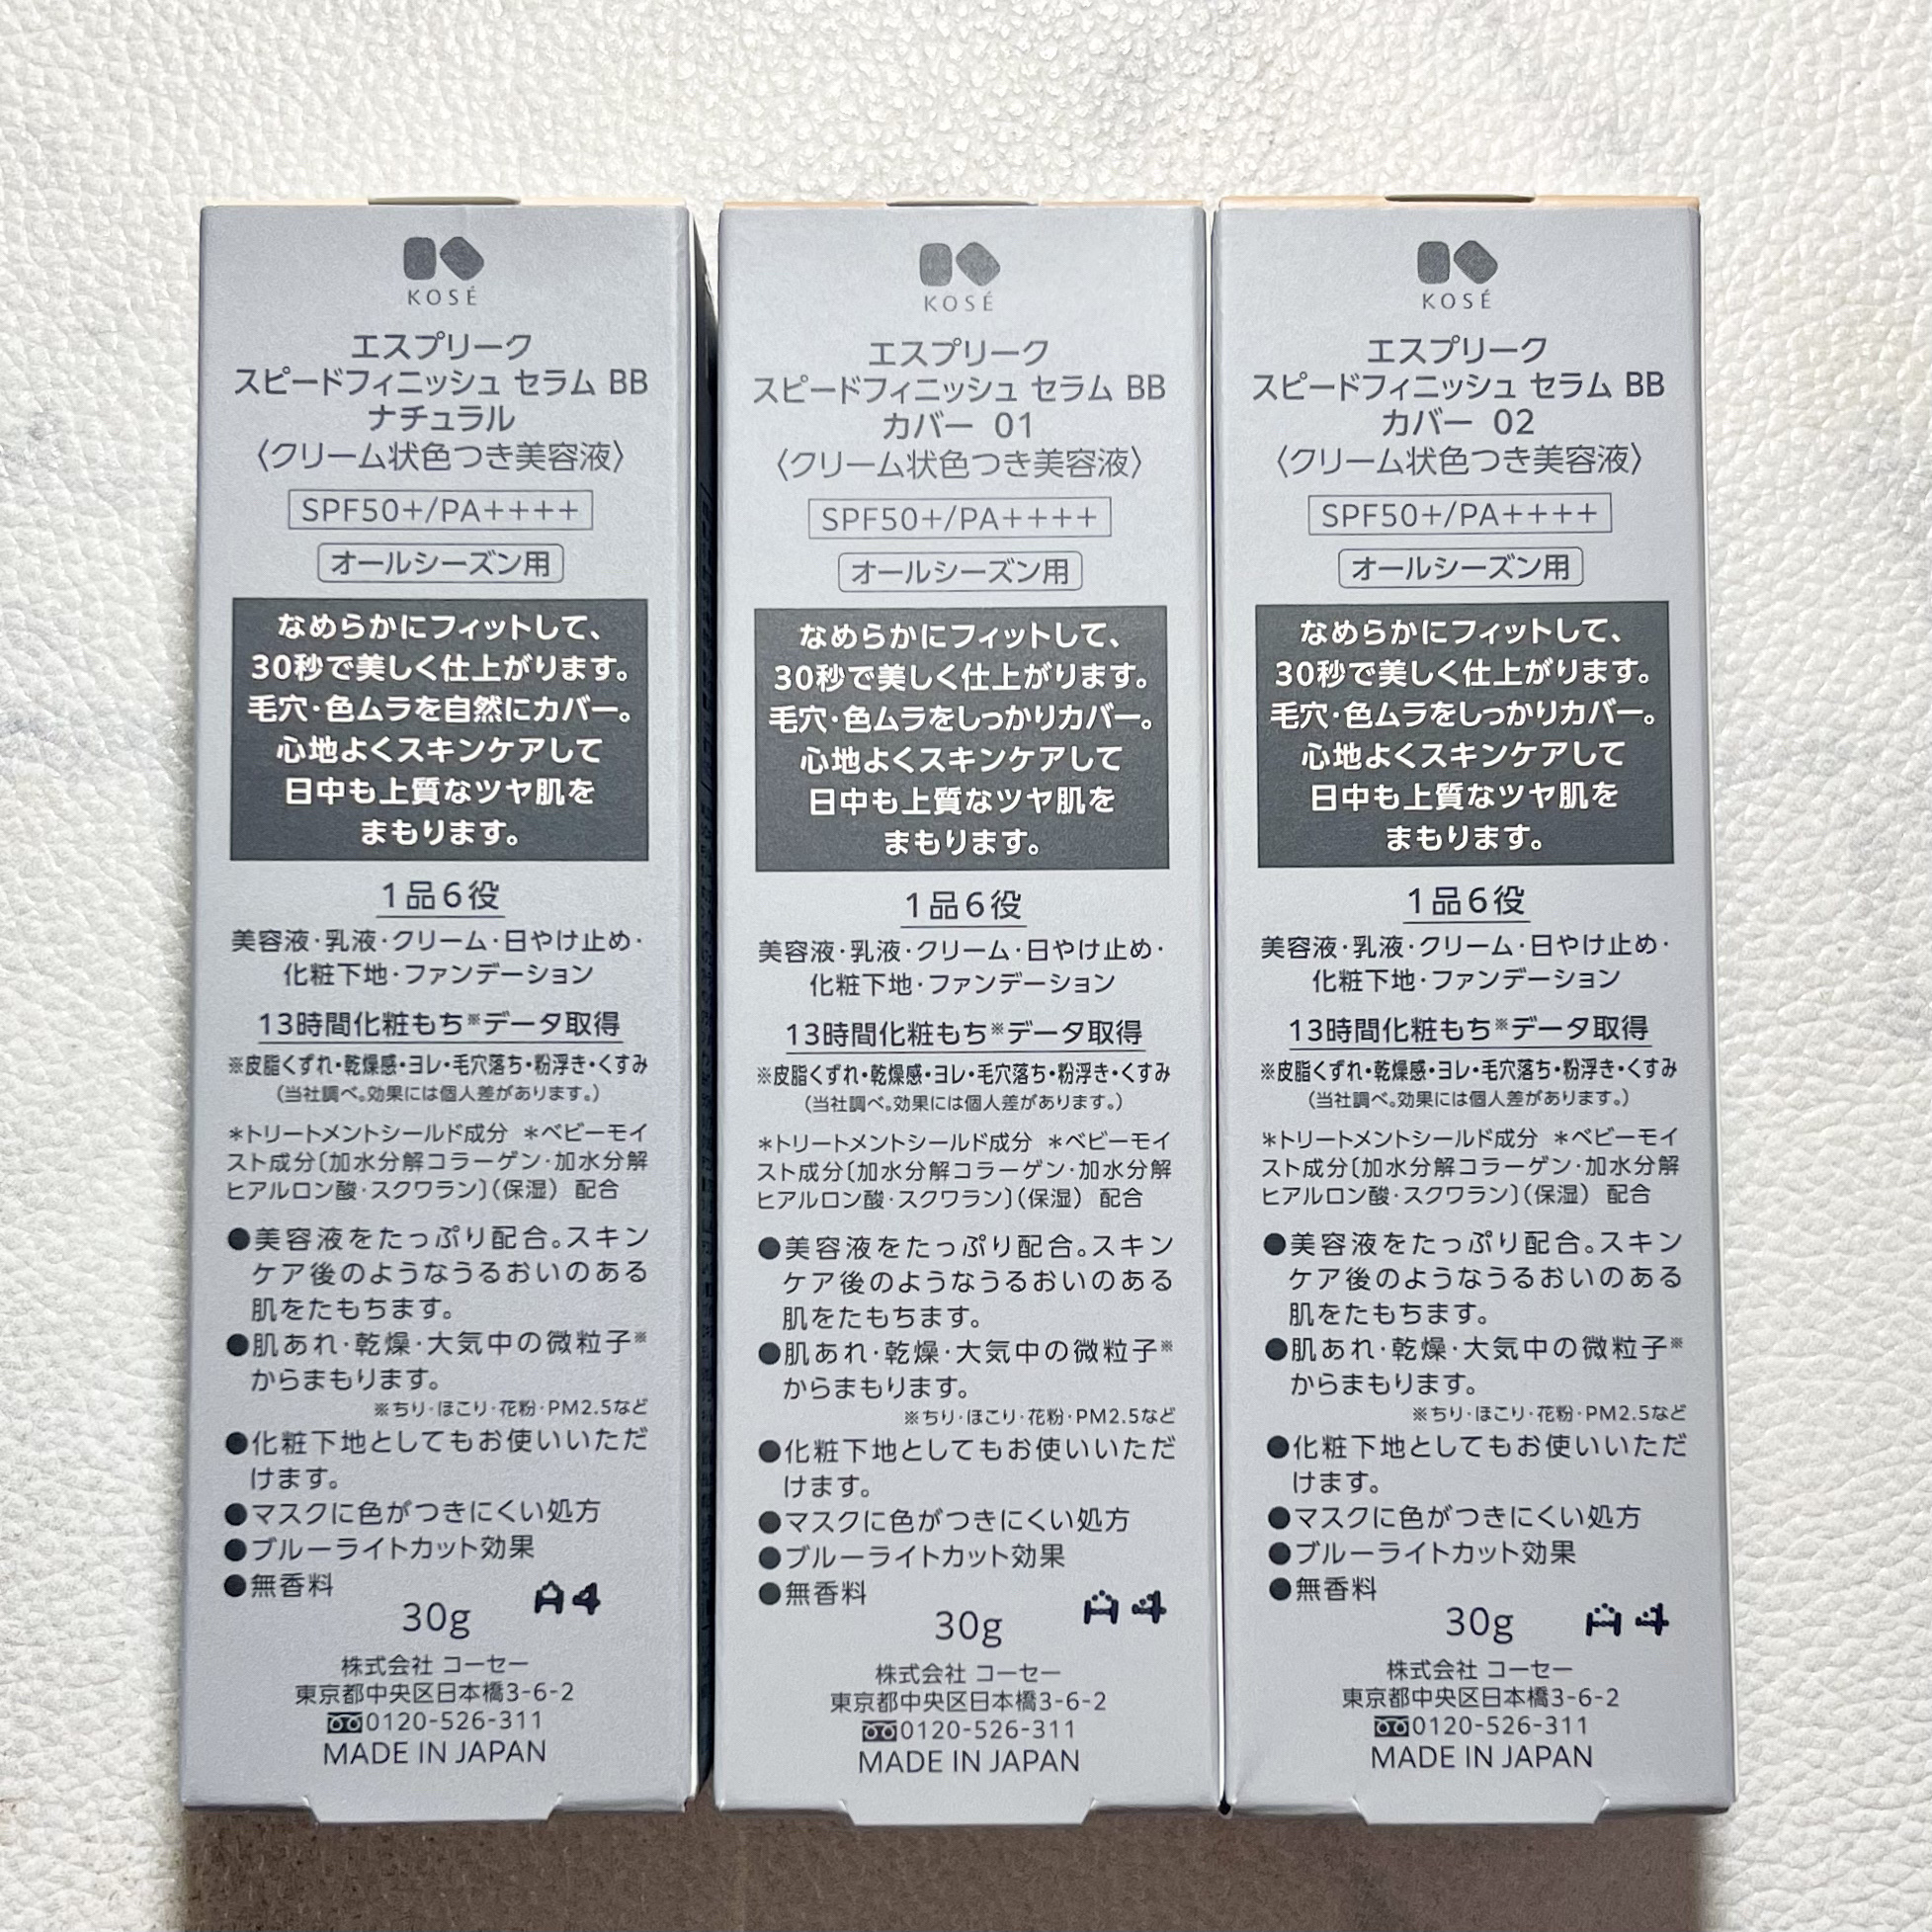 KOSÉ
エスプリーク
スピードフィニッシュ セラム BB
ナチュラル
〈クリーム状色つき美容液〉
SPF50+/PA++++
オールシーズン用
なめらかにフィットして、
30秒で美しく仕上がります。
毛穴・色ムラを自然にカバー。
心地よくスキンケアして
日中も上質なツヤ肌を
まもります。
1品6役
美容液・乳液・クリーム・日やけ止め・
化粧下地・ファンデーション
13時間化粧もち※データ取得
※皮脂くずれ・乾燥感・ヨレ・毛穴落ち・粉浮き・くすみ
(当社調べ。効果には個人差があります。)
*トリートメントシールド成分 *ベビーモイ
スト成分〔加水分解コラーゲン・加水分解
ヒアルロン酸・スクワラン〕(保湿) 配合
●美容液をたっぷり配合。スキン
ケア後のようなうるおいのある
肌をたもちます。
●肌あれ・乾燥・大気中の微粒子※
からまもります。
※ちり・ほこり・花粉・PM2.5など
●化粧下地としてもお使いいただ
けます。
●マスクに色がつきにくい処方
●ブルーライトカット効果
●無香料
30g
A4
株式会社 コーセー
東京都中央区日本橋3-6-2
0120-526-311
MADE IN JAPAN
KOSÉ
エスプリーク
スピードフィニッシュ セラム BB
カバー 01
〈クリーム状色つき美容液〉
SPF50+/PA++++
オールシーズン用
なめらかにフィットして、
30秒で美しく仕上がります。
毛穴・色ムラをしっかりカバー。
心地よくスキンケアして
日中も上質なツヤ肌を
まもります。
1品6役
美容液・乳液・クリーム・日やけ止め・
化粧下地・ファンデーション
13時間化粧もち※データ取得
※皮脂くずれ・乾燥感・ヨレ・毛穴落ち・粉浮き・くすみ
(当社調べ。効果には個人差があります。)
*トリートメントシールド成分 *ベビーモイ
スト成分〔加水分解コラーゲン・加水分解
ヒアルロン酸・スクワラン〕(保湿) 配合
●美容液をたっぷり配合。スキン
ケア後のようなうるおいのある
肌をたもちます。
●肌あれ・乾燥・大気中の微粒子※
からまもります。
※ちり・ほこり・花粉・PM2.5など
●化粧下地としてもお使いいただ
けます。
●マスクに色がつきにくい処方
●ブルーライトカット効果
●無香料
30g
A4
株式会社 コーセー
東京都中央区日本橋3-6-2
0120-526-311
MADE IN JAPAN
KOSÉ
エスプリーク
スピードフィニッシュ セラム BB
カバー 02
〈クリーム状色つき美容液〉
SPF50+/PA++++
オールシーズン用
なめらかにフィットして、
30秒で美しく仕上がります。
毛穴・色ムラをしっかりカバー。
心地よくスキンケアして
日中も上質なツヤ肌を
まもります。
1品6役
美容液・乳液・クリーム・日やけ止め・
化粧下地・ファンデーション
13時間化粧もち※データ取得
※皮脂くずれ・乾燥感・ヨレ・毛穴落ち・粉浮き・くすみ
(当社調べ。効果には個人差があります。)
*トリートメントシールド成分 *ベビーモイ
スト成分〔加水分解コラーゲン・加水分解
ヒアルロン酸・スクワラン〕(保湿) 配合
●美容液をたっぷり配合。スキン
ケア後のようなうるおいのある
肌をたもちます。
●肌あれ・乾燥・大気中の微粒子※
からまもります。
※ちり・ほこり・花粉・PM2.5など
●化粧下地としてもお使いいただ
けます。
●マスクに色がつきにくい処方
●ブルーライトカット効果
●無香料
30g
A4
株式会社 コーセー
東京都中央区日本橋3-6-2
0120-526-311
MADE IN JAPAN